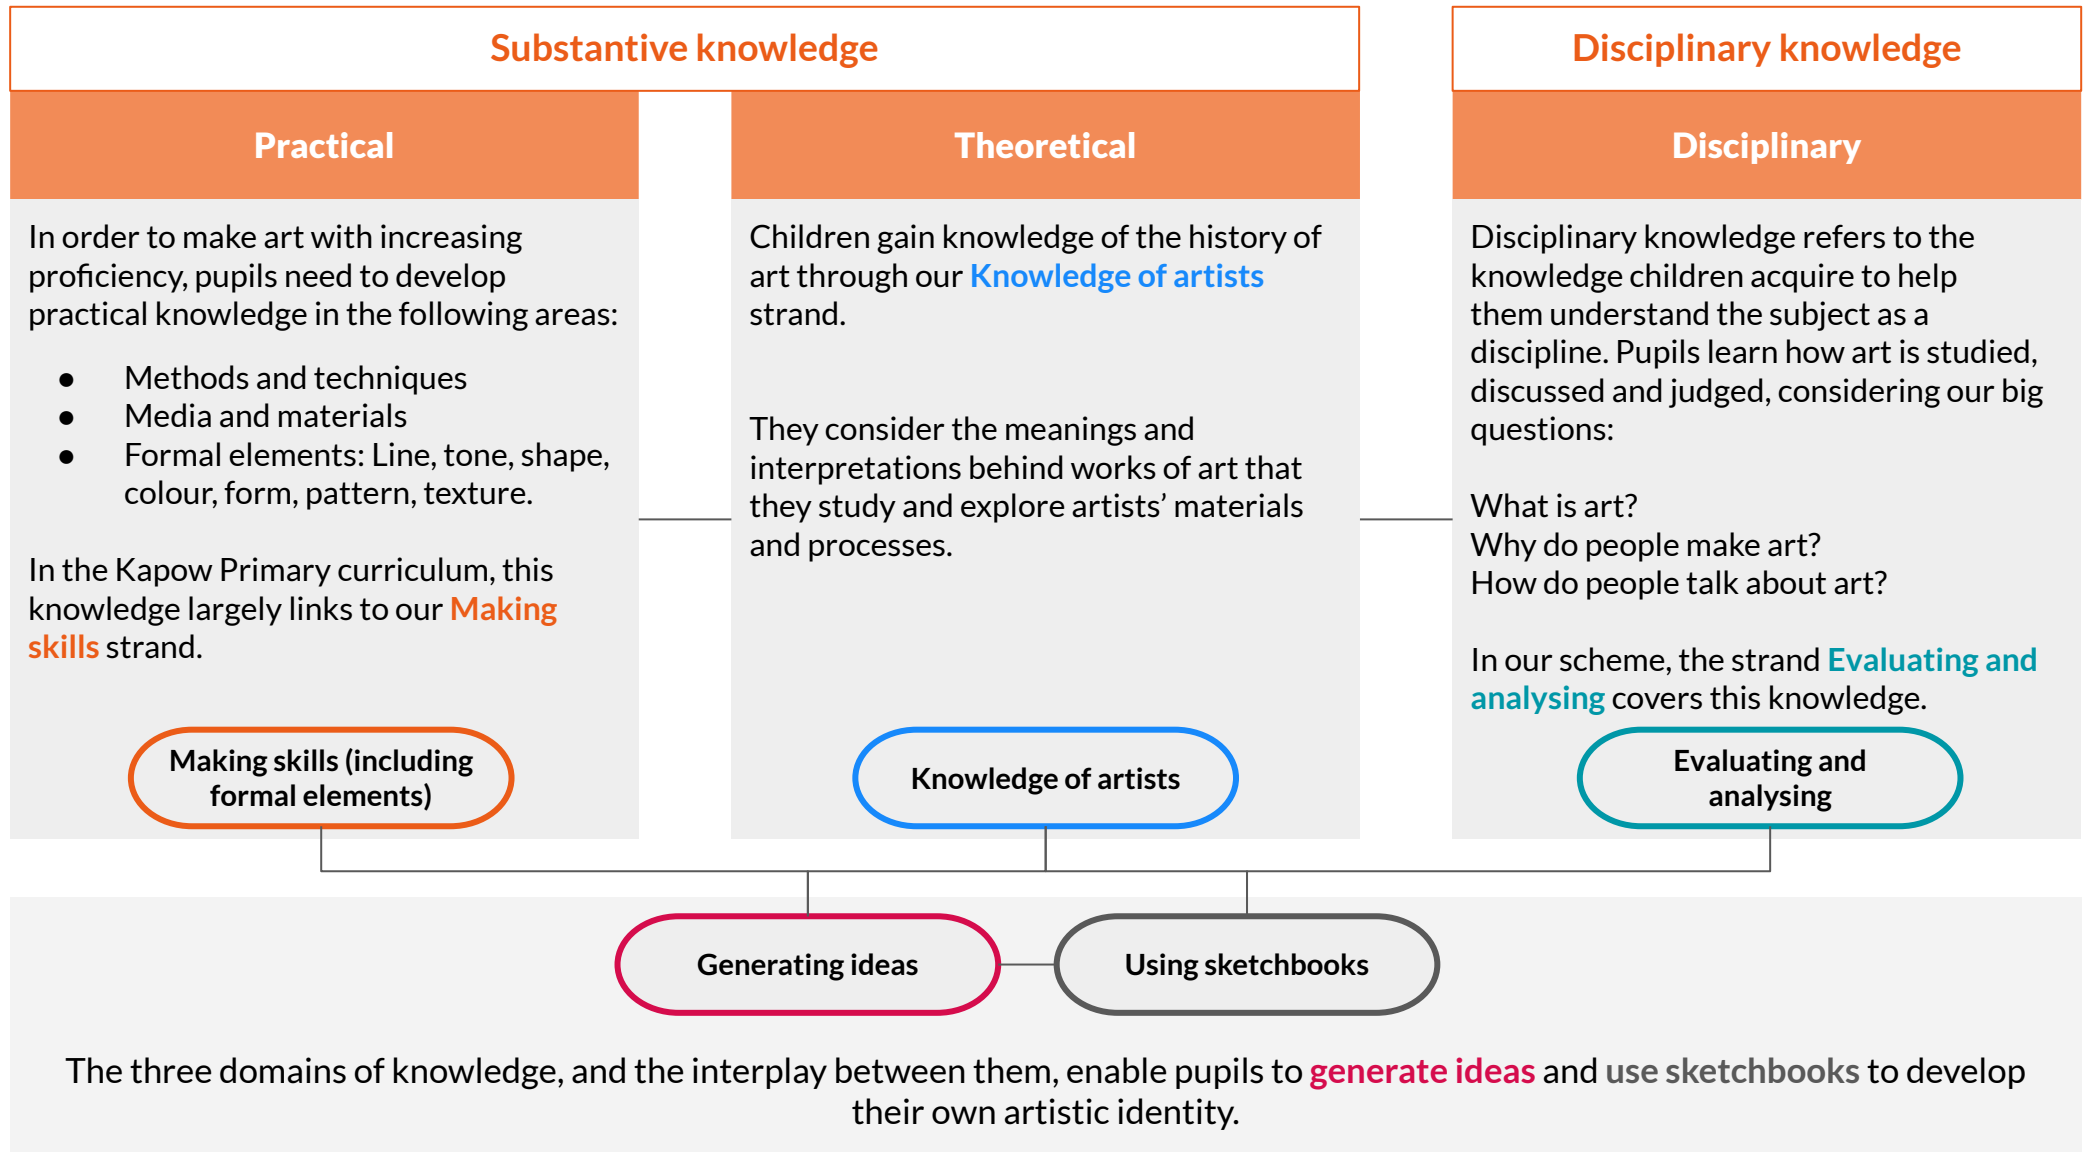 Substantive knowledge
Disciplinary knowledge
Practical
In order to make art with increasing
proficiency, pupils need to develop
practical knowledge in the following areas:
● Methods and techniques
● Media and materials
● Formal elements: Line, tone, shape,
colour, form, pattern, texture.
In the Kapow Primary curriculum, this
knowledge largely links to our Making
skills strand.
Making skills (including
formal elements)
Theoretical
Children gain knowledge of the history of
art through our Knowledge of artists
strand.
They consider the meanings and
interpretations behind works of art that
they study and explore artists’ materials
and processes.
Knowledge of artists
Disciplinary
Disciplinary knowledge refers to the
knowledge children acquire to help
them understand the subject as a
discipline. Pupils learn how art is studied,
discussed and judged, considering our big
questions:
What is art?
Why do people make art?
How do people talk about art?
In our scheme, the strand Evaluating and
analysing covers this knowledge.
Evaluating and
analysing
Generating ideas
Using sketchbooks
The three domains of knowledge, and the interplay between them, enable pupils to generate ideas and use sketchbooks to develop
their own artistic identity.